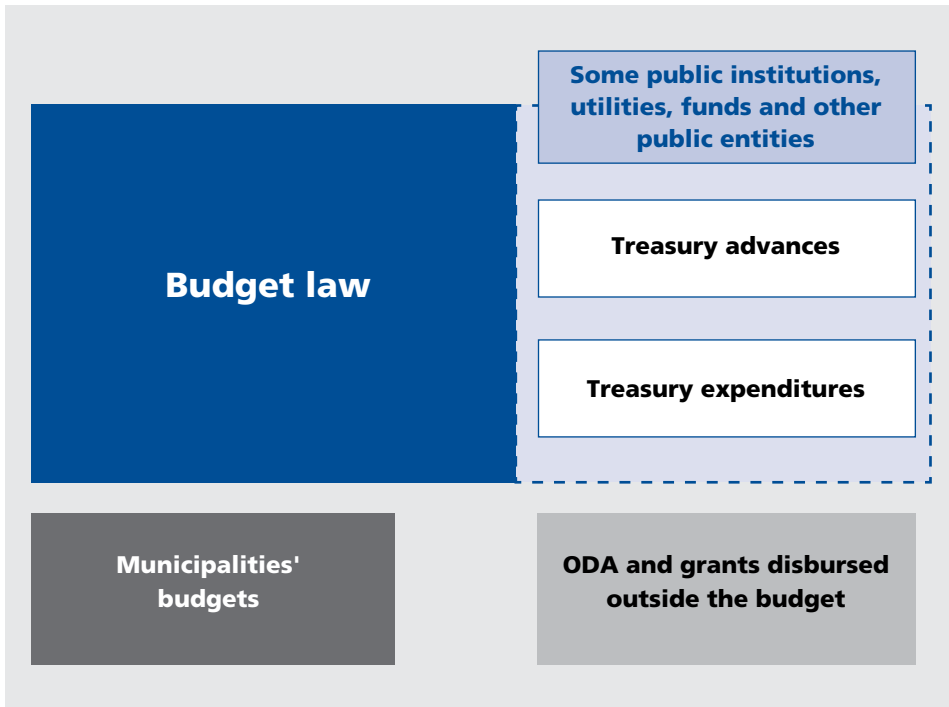 Some public institutions,
utilities, funds and other
public entities
Budget law
Treasury advances
Treasury expenditures
Municipalities'
budgets
ODA and grants disbursed
outside the budget